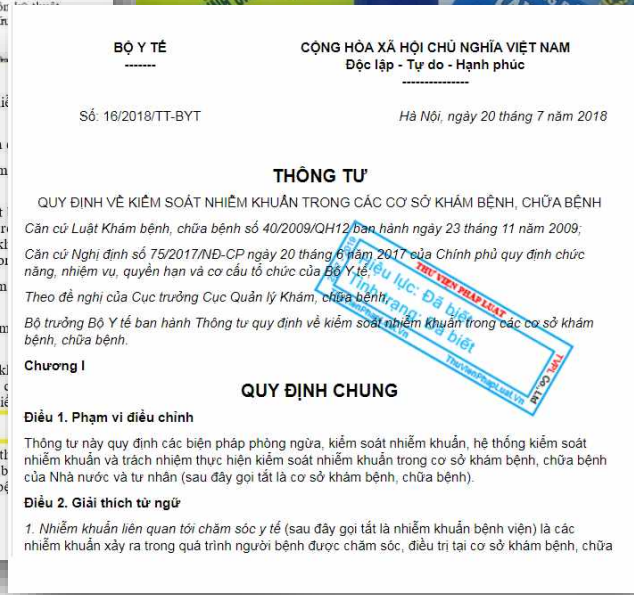 BỘ Y TẾ
-------
CỘNG HÒA XÃ HỘI CHỦ NGHĨA VIỆT NAM
Độc lập - Tự do - Hạnh phúc
---------------
Số: 16/2018/TT-BYT
Hà Nội, ngày 20 tháng 7 năm 2018
THÔNG TƯ
QUY ĐỊNH VỀ KIỂM SOÁT NHIỄM KHUẨN TRONG CÁC CƠ SỞ KHÁM BỆNH, CHỮA BỆNH
Căn cứ Luật Khám bệnh, chữa bệnh số 40/2009/QH12 ban hành ngày 23 tháng 11 năm 2009;
Căn cứ Nghị định số 75/2017/NĐ-CP ngày 20 tháng 6 năm 2017 của Chính phủ quy định chức
năng, nhiệm vụ, quyền hạn và cơ cấu tổ chức của Bộ Y tế;
Theo đề nghị của Cục trưởng Cục Quản lý Khám, chữa bệnh,
Bộ trưởng Bộ Y tế ban hành Thông tư quy định về kiểm soát nhiễm khuẩn trong các cơ sở khám
bệnh, chữa bệnh.
THƯ VIỆN PHÁP LUẬT
Hiệu lực: Đã biết
Tình trạng: Đã biết
ThuVienPhapLuat.vn
ThuVienPhapLuat.vn
TVPL Co., Ltd
Chương I
QUY ĐỊNH CHUNG
Điều 1. Phạm vi điều chỉnh
Thông tư này quy định các biện pháp phòng ngừa, kiểm soát nhiễm khuẩn, hệ thống kiểm soát
nhiễm khuẩn và trách nhiệm thực hiện kiểm soát nhiễm khuẩn trong cơ sở khám bệnh, chữa bệnh
của Nhà nước và tư nhân (sau đây gọi tắt là cơ sở khám bệnh, chữa bệnh).
Điều 2. Giải thích từ ngữ
1. Nhiễm khuẩn liên quan tới chăm sóc y tế (sau đây gọi tắt là nhiễm khuẩn bệnh viện) là các
nhiễm khuẩn xảy ra trong quá trình người bệnh được chăm sóc, điều trị tại cơ sở khám bệnh, chữa